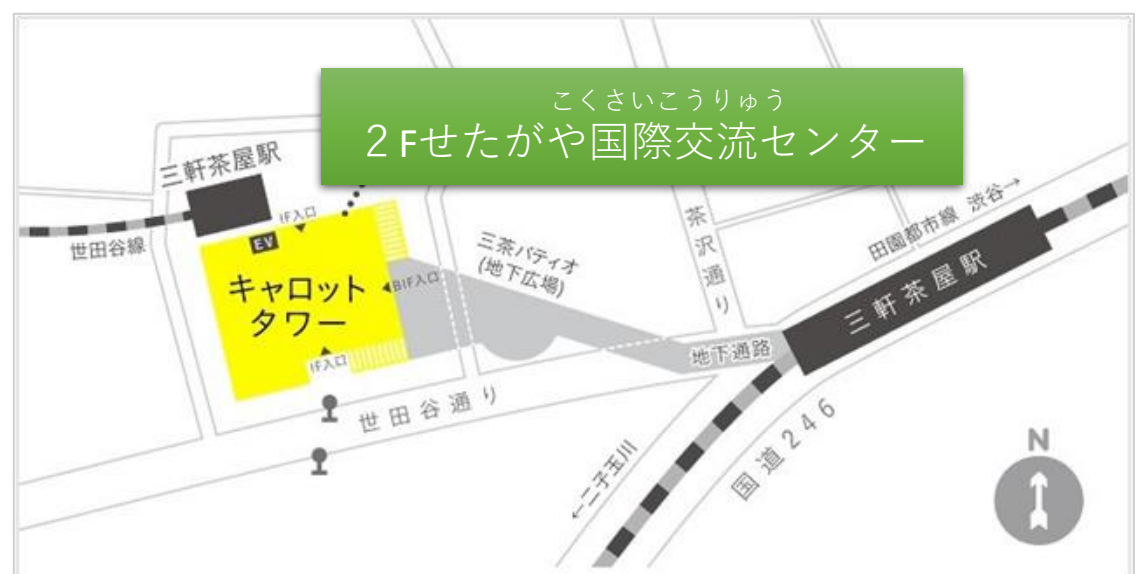 こくさいこうりゅう
2Fせたがや国際交流センター
三軒茶屋駅
世田谷線
1F入口
EV
キャロット
タワー
B1F入口
1F入口
三茶パティオ
(地下広場)
茶沢通り
田園都市線 渋谷→
三軒茶屋駅
地下通路
世田谷通り
←二子玉川
国道246
N